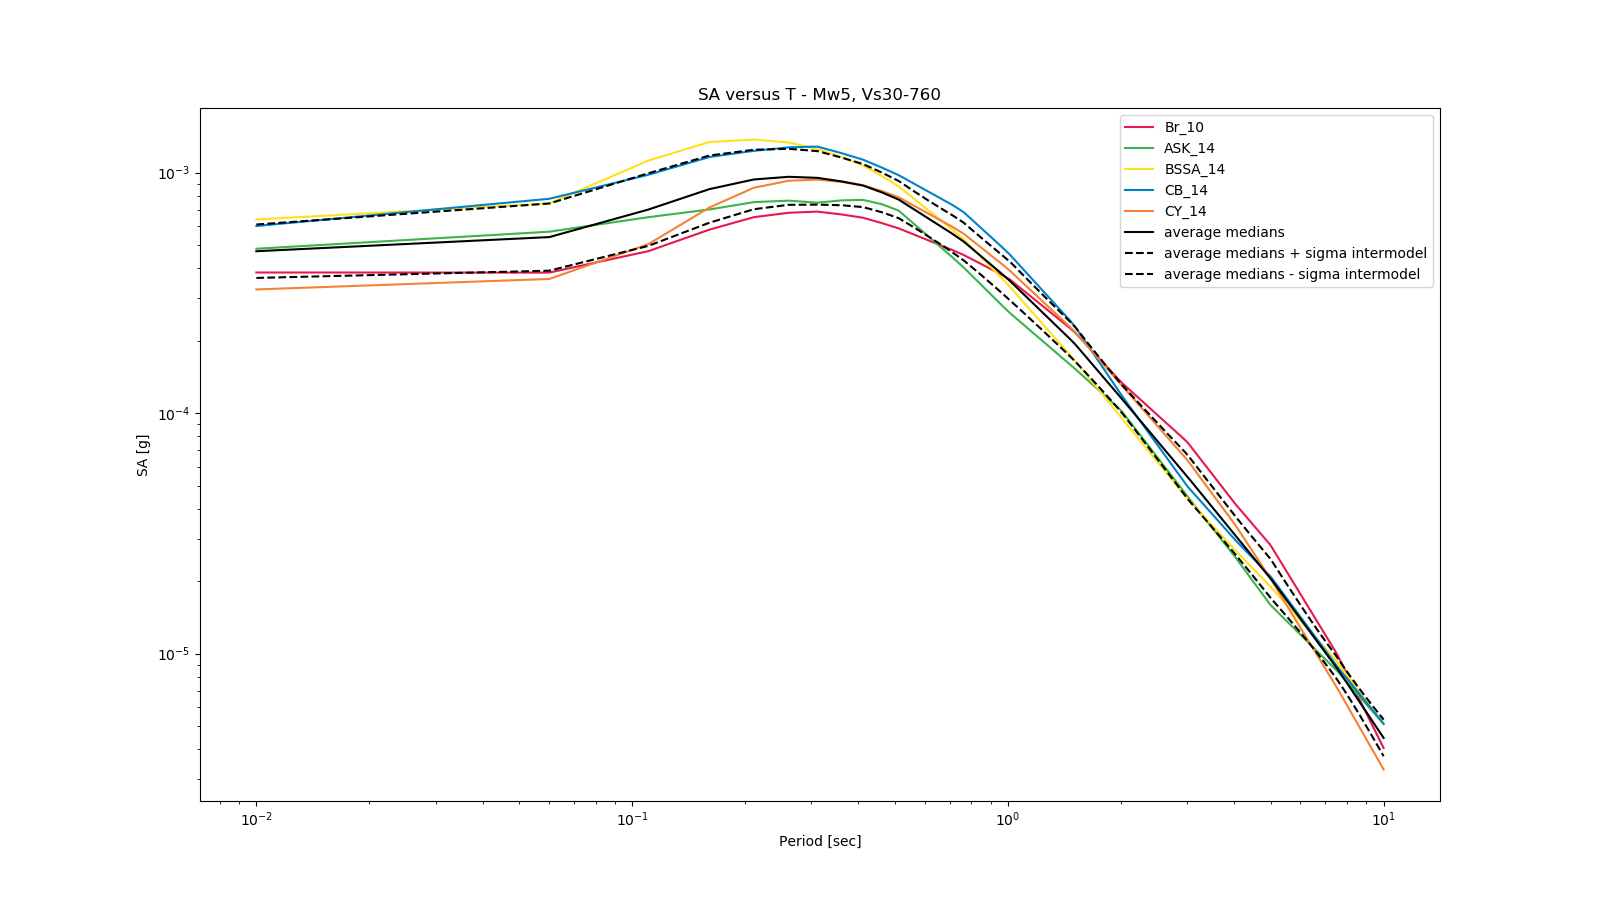 SA versus T - Mw5, Vs30-760
Br_10
ASK_14
BSSA_14
CB_14
CY_14
average medians
average medians + sigma intermodel
average medians - sigma intermodel
10⁻³
10⁻⁴
10⁻⁵
SA [g]
10⁻² 10⁻¹ 10⁰ 10¹
Period [sec]